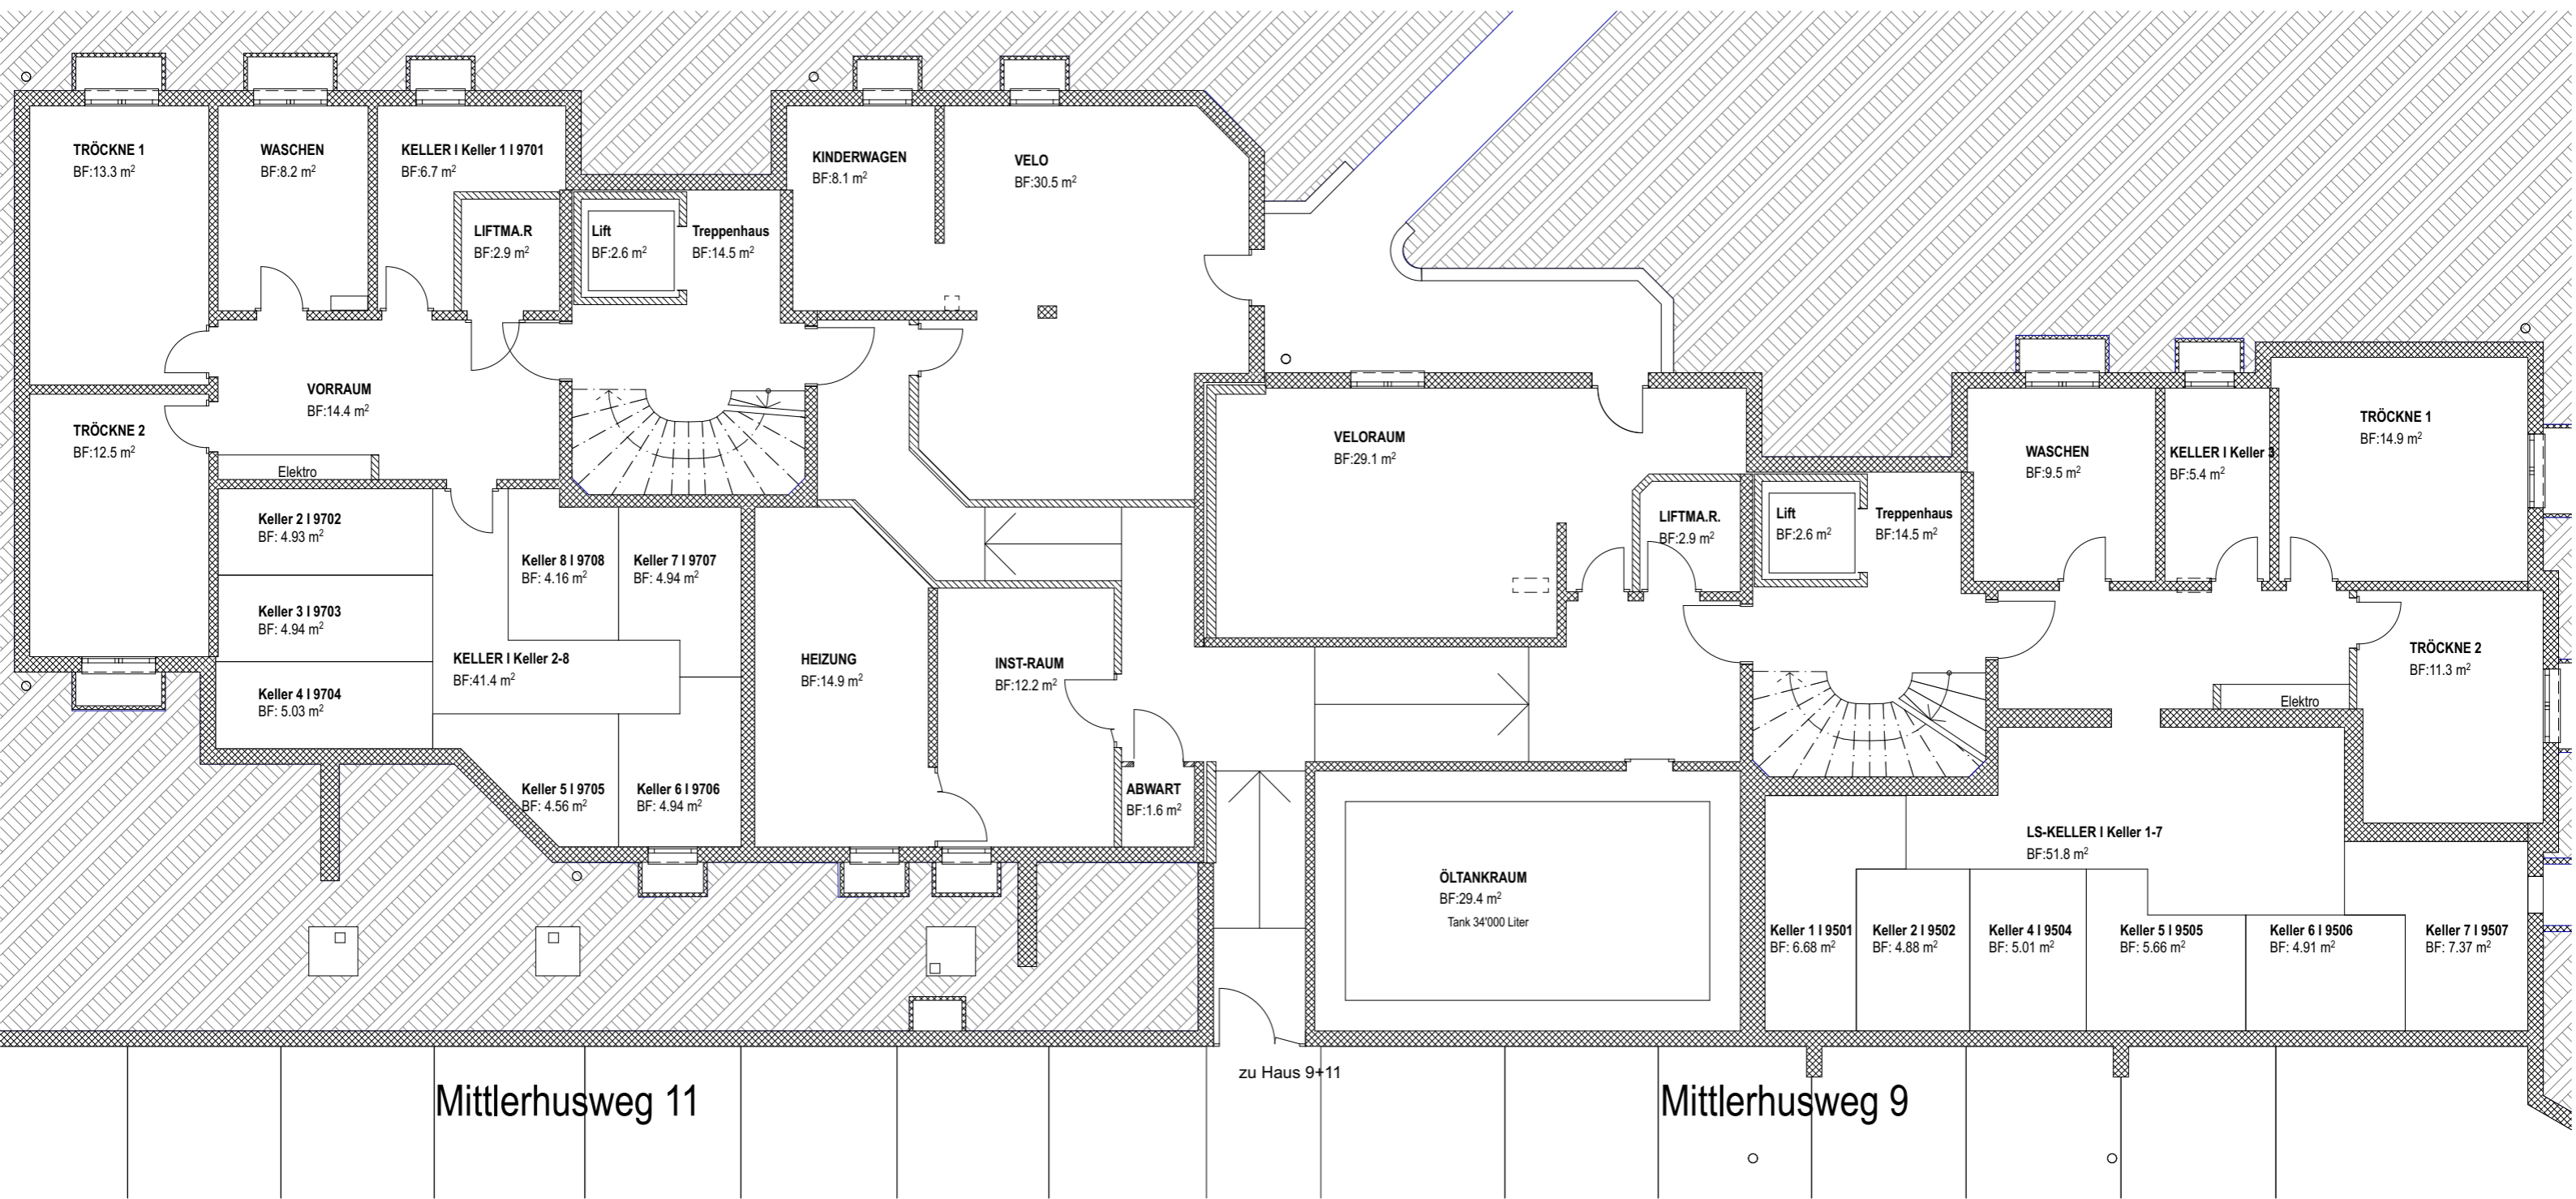 TRÖCKNE 1
BF:13.3 m²
WASCHEN
BF:8.2 m²
KELLER I Keller 1 I 9701
BF:6.7 m²
LIFTMA.R
BF:2.9 m²
Lift
BF:2.6 m²
Treppenhaus
BF:14.5 m²
KINDERWAGEN
BF:8.1 m²
VELO
BF:30.5 m²
VORRAUM
BF:14.4 m²
TRÖCKNE 2
BF:12.5 m²
Elektro
Keller 2 I 9702
BF: 4.93 m²
Keller 3 I 9703
BF: 4.94 m²
Keller 4 I 9704
BF: 5.03 m²
Keller 8 I 9708
BF: 4.16 m²
Keller 7 I 9707
BF: 4.94 m²
KELLER I Keller 2-8
BF:41.4 m²
Keller 5 I 9705
BF: 4.56 m²
Keller 6 I 9706
BF: 4.94 m²
HEIZUNG
BF:14.9 m²
INST-RAUM
BF:12.2 m²
ABWART
BF:1.6 m²
VELORAUM
BF:29.1 m²
LIFTMA.R.
BF:2.9 m²
Lift
BF:2.6 m²
Treppenhaus
BF:14.5 m²
WASCHEN
BF:9.5 m²
KELLER I Keller 3
BF:5.4 m²
TRÖCKNE 1
BF:14.9 m²
TRÖCKNE 2
BF:11.3 m²
Elektro
LS-KELLER I Keller 1-7
BF:51.8 m²
ÖLTANKRAUM
BF:29.4 m²
Tank 34'000 Liter
Keller 1 I 9501
BF: 6.68 m²
Keller 2 I 9502
BF: 4.88 m²
Keller 4 I 9504
BF: 5.01 m²
Keller 5 I 9505
BF: 5.66 m²
Keller 6 I 9506
BF: 4.91 m²
Keller 7 I 9507
BF: 7.37 m²
zu Haus 9+11
Mittlerhusweg 11
Mittlerhusweg 9